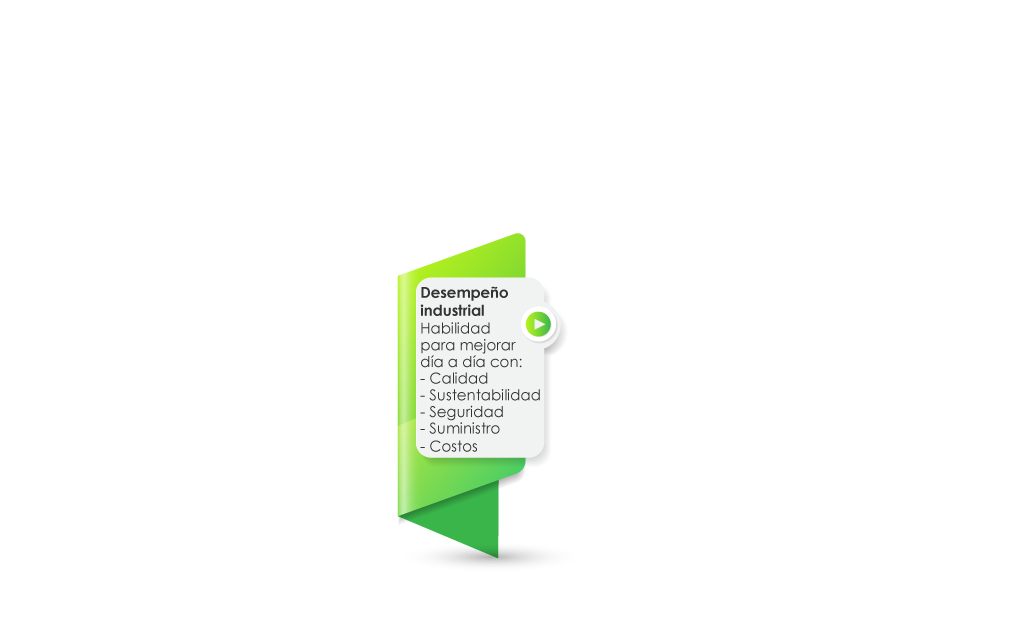 Desempeño
industrial
Habilidad
para mejorar
día a día con:
- Calidad
- Sustentabilidad
- Seguridad
- Suministro
- Costos